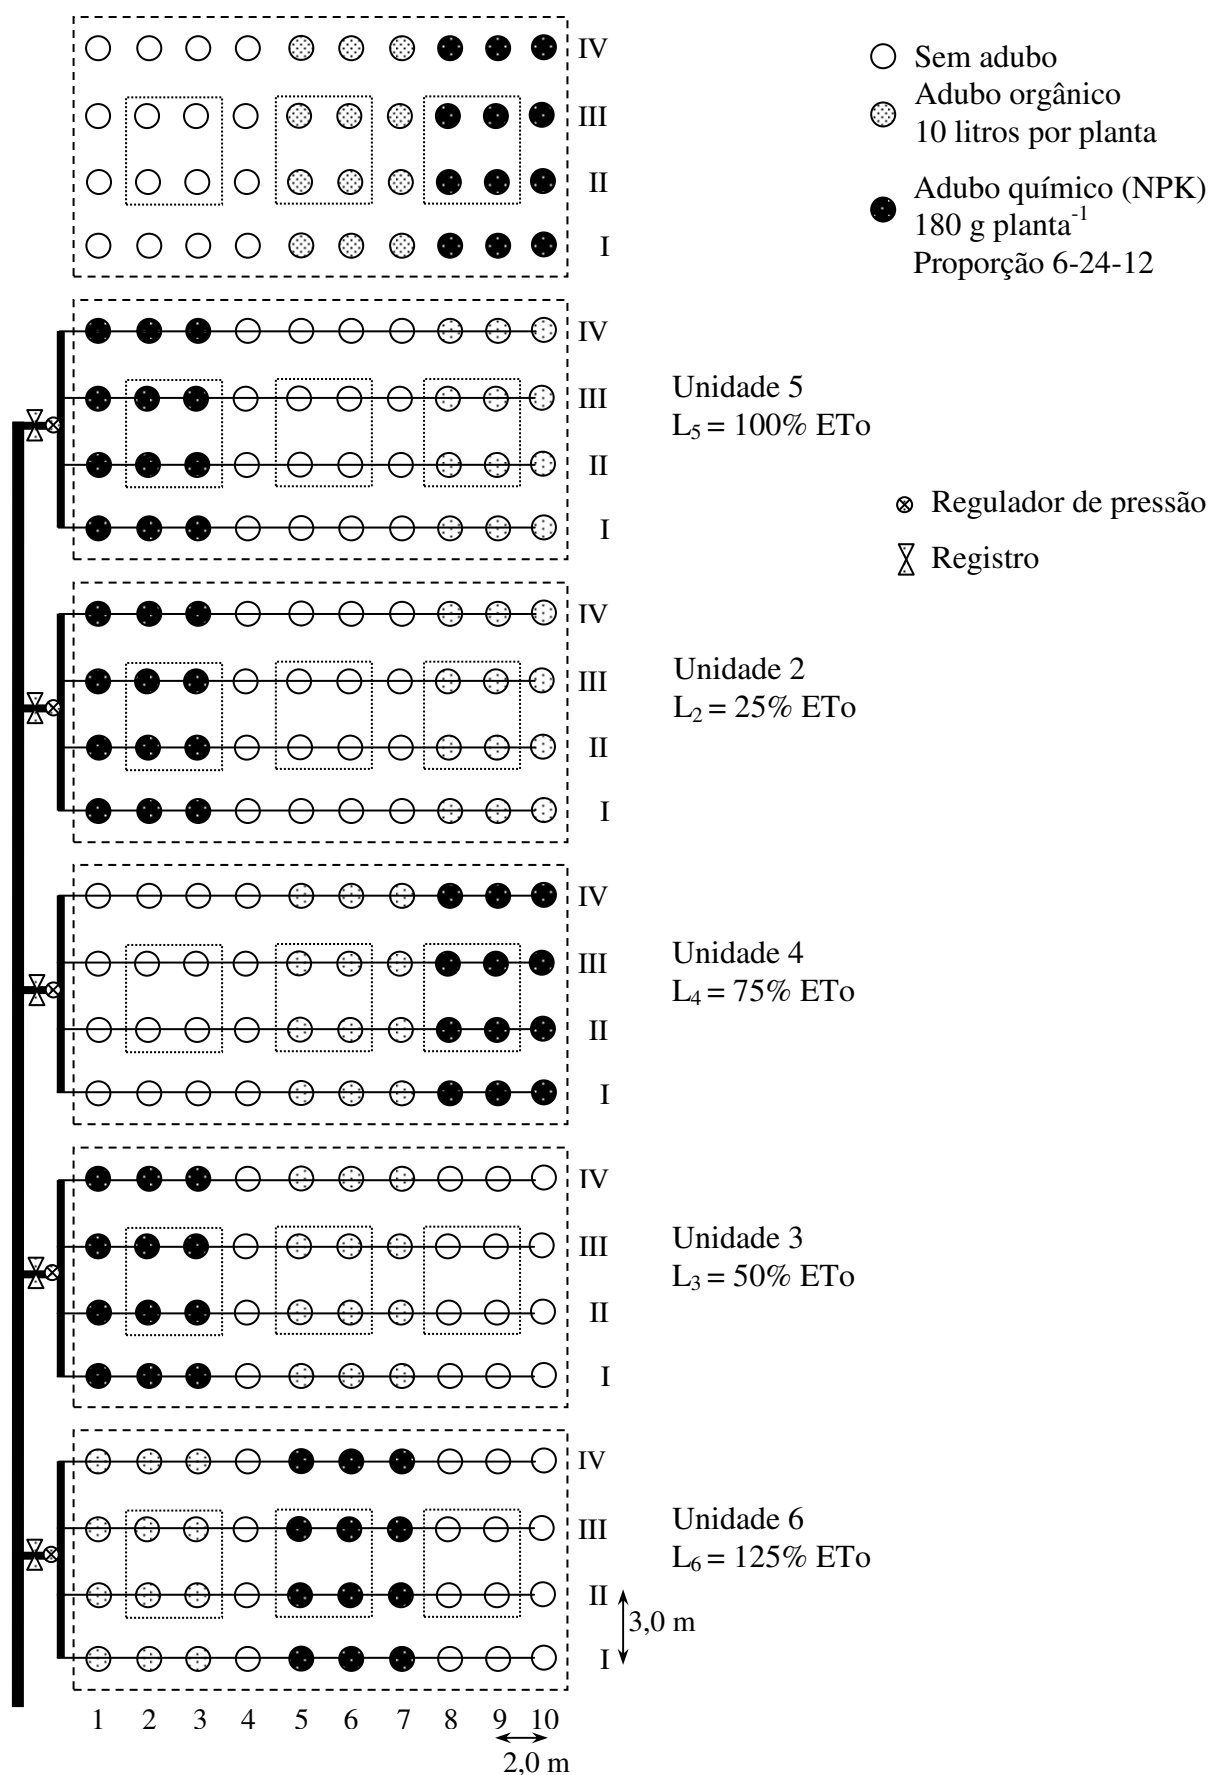 IV
III
II
I
Sem adubo
Adubo orgânico
10 litros por planta
Adubo químico (NPK)
180 g planta⁻¹
Proporção 6-24-12
IV
III
II
I
Unidade 5
L₅ = 100% ETo
Regulador de pressão
Registro
IV
III
II
I
Unidade 2
L₂ = 25% ETo
IV
III
II
I
Unidade 4
L₄ = 75% ETo
IV
III
II
I
Unidade 3
L₃ = 50% ETo
IV
III
II
I
Unidade 6
L₆ = 125% ETo
3,0 m
1 2 3 4 5 6 7 8 9 10
2,0 m